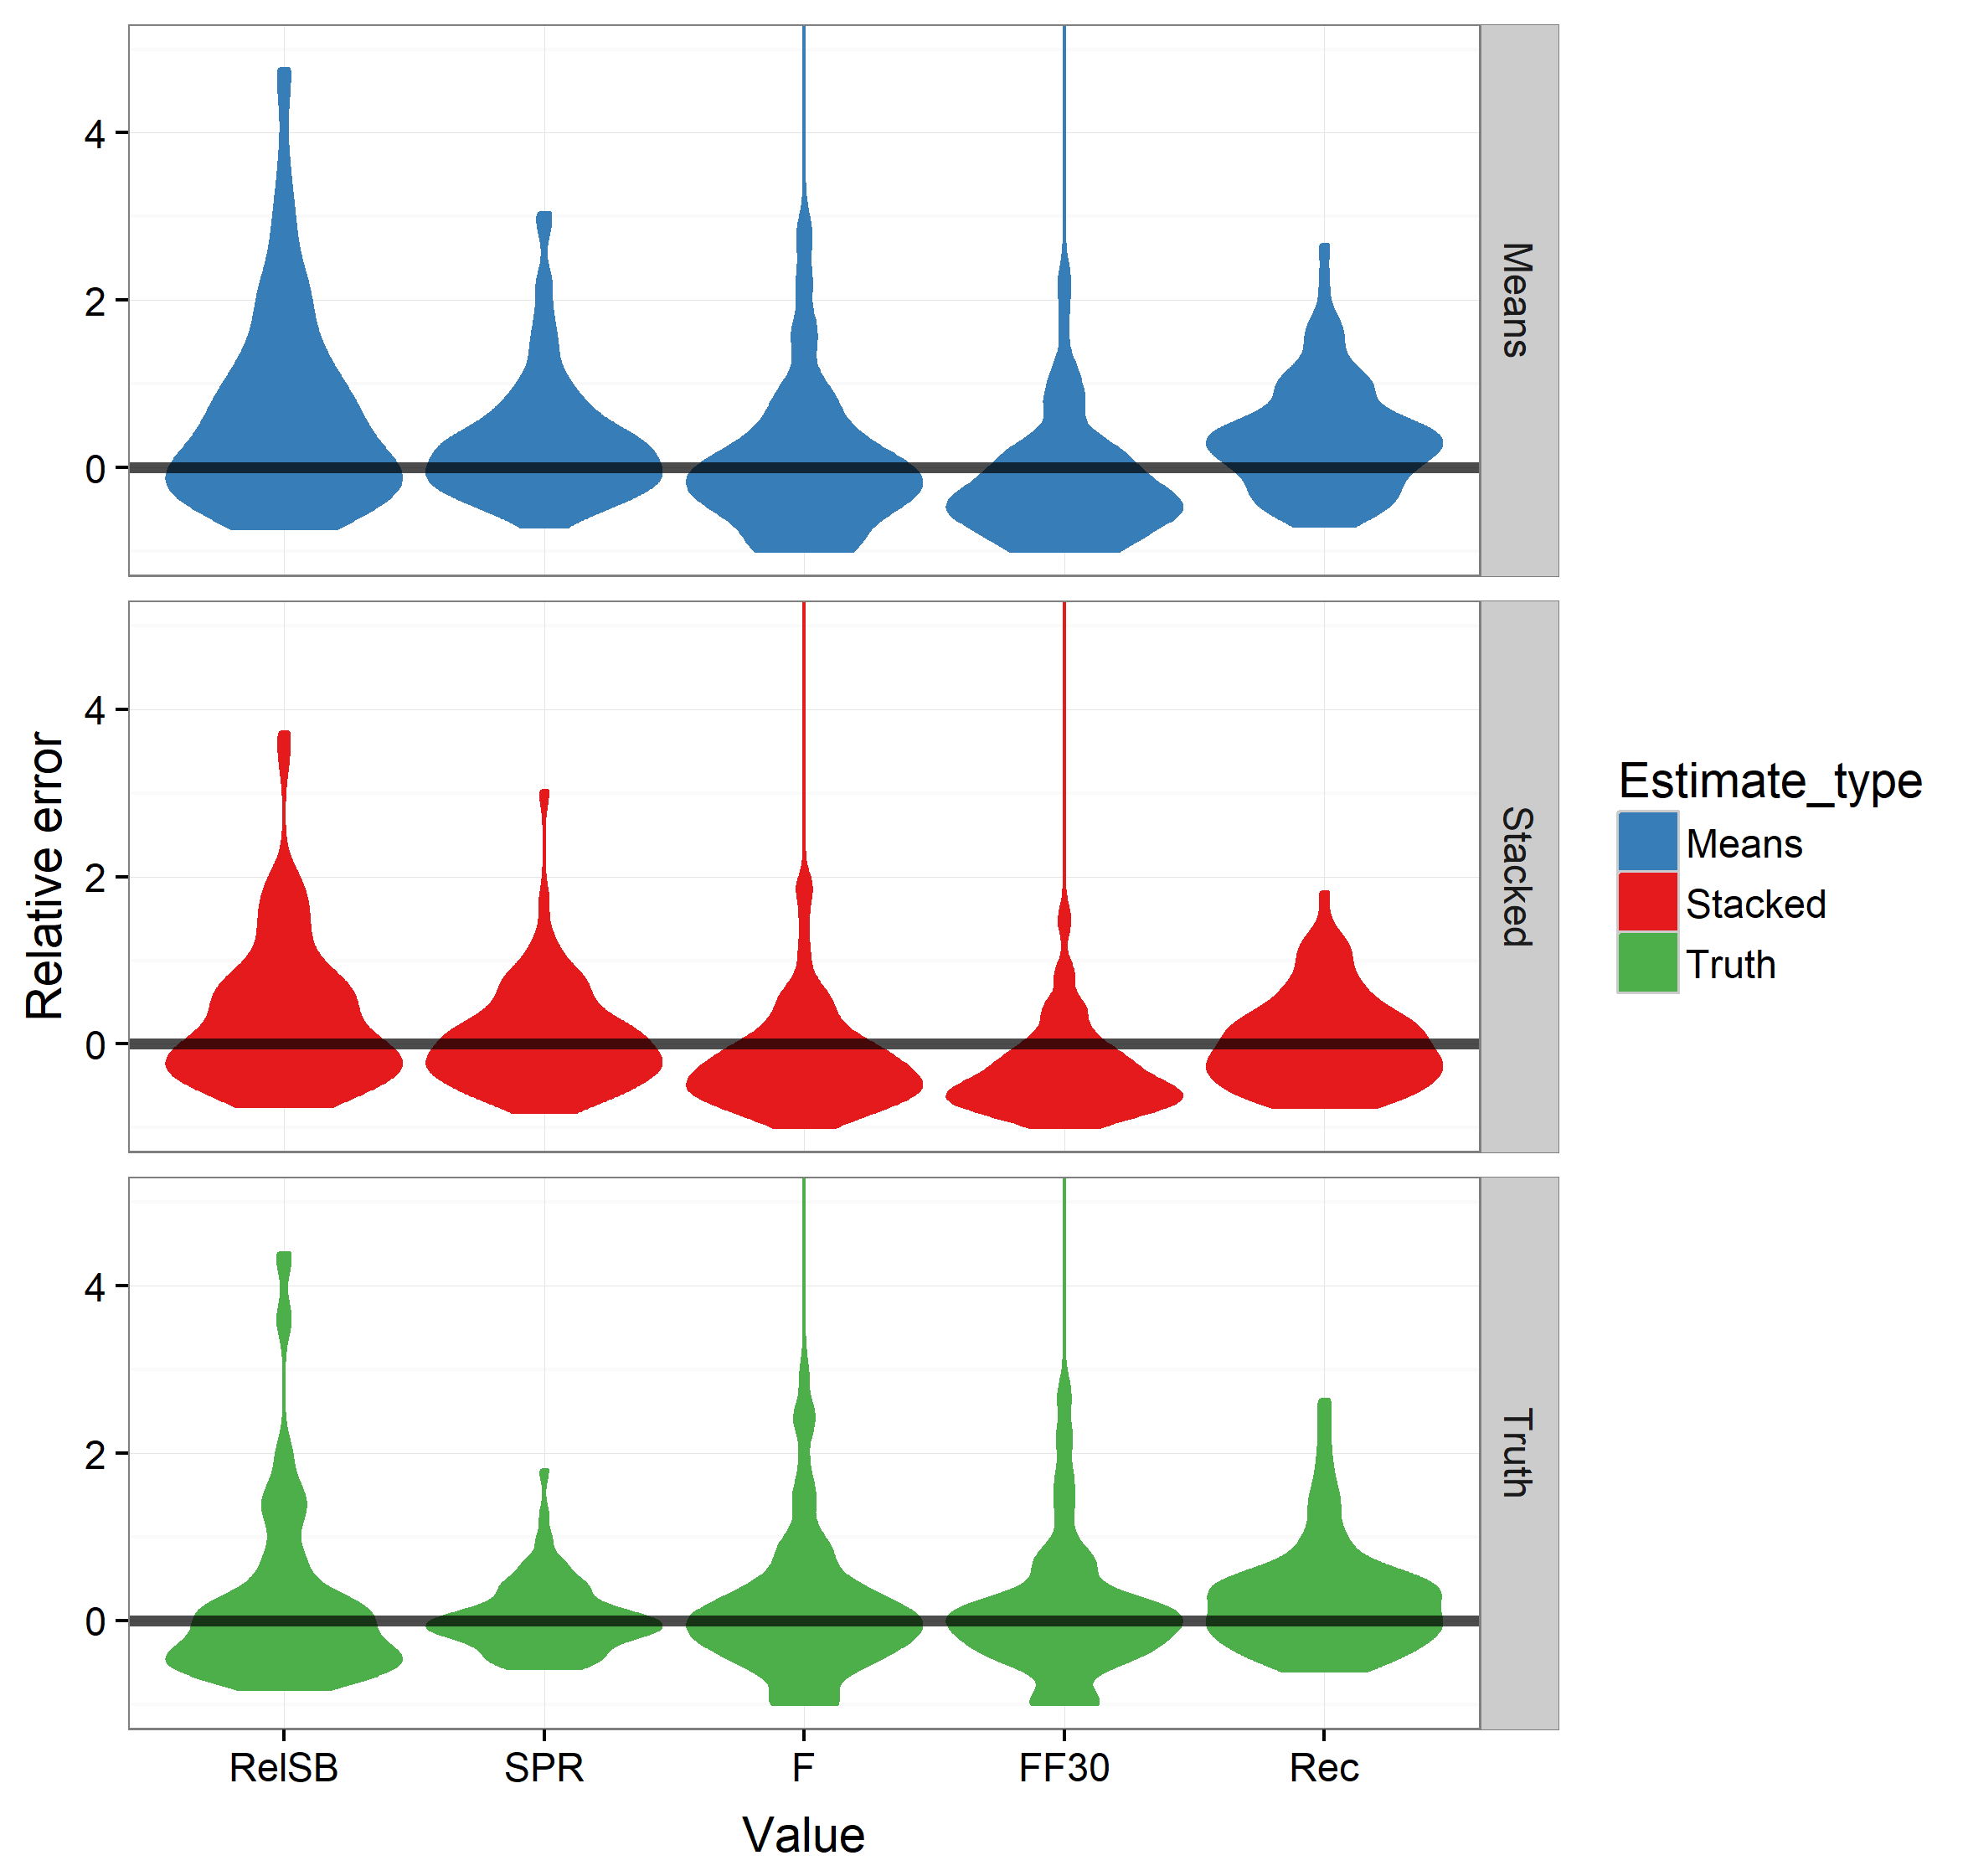 4
2
0
Means
4
2
0
Stacked
4
2
0
Truth
Relative error
RelSB
SPR
F
FF30
Rec
Value
Estimate_type
Means
Stacked
Truth